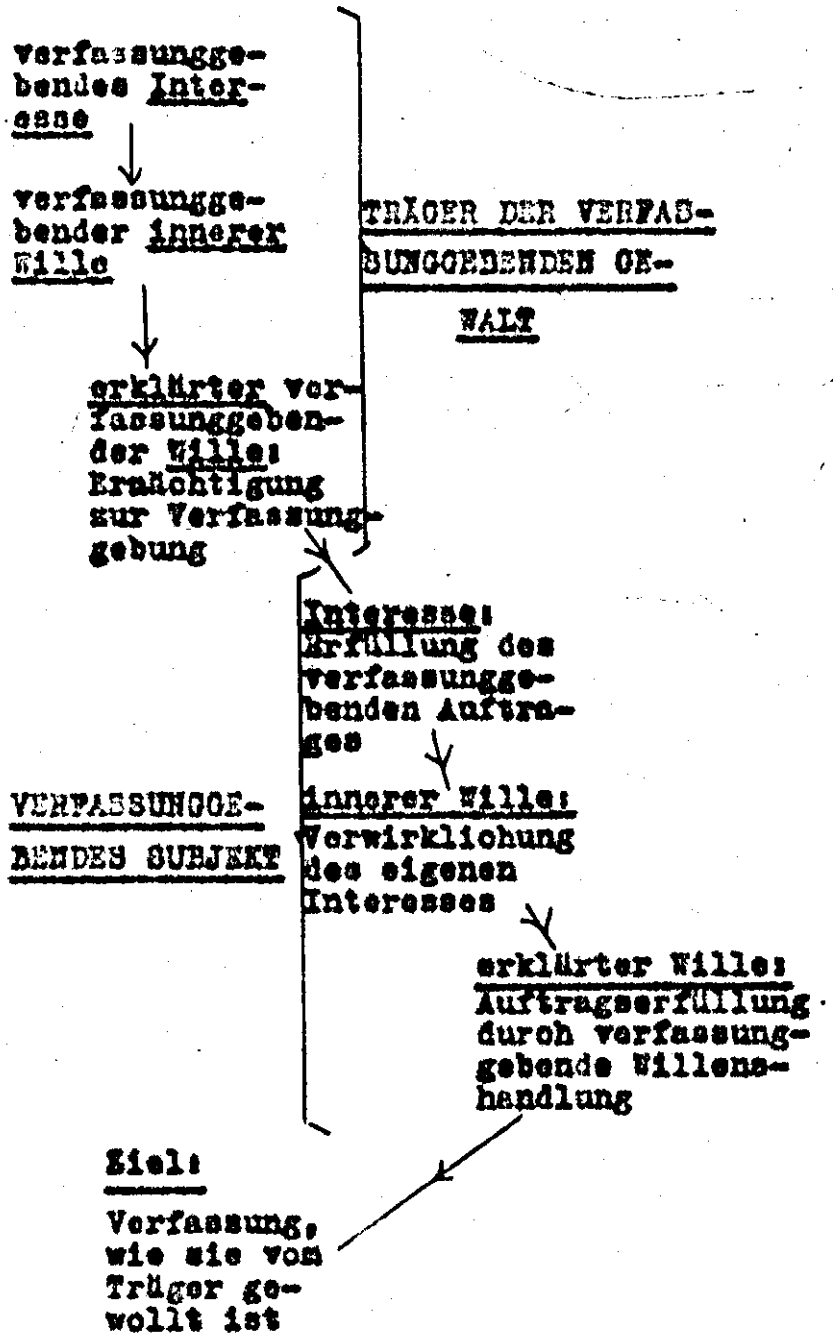 verfassungge-
bendes Inter-
esse
verfassungge-
bender innerer
Wille
TRÄGER DER VERFAS-
SUNGGEBENDEN GE-
WALT
erklärter ver-
fassunggeben-
der Wille:
Ermächtigung
zur Verfassung-
gebung
Interesse:
Erfüllung des
verfassungge-
benden Auftra-
ges
VERFASSUNGGE-
BENDES SUBJEKT
innerer Wille:
Verwirklichung
des eigenen
Interesses
erklärter Wille:
Auftragserfüllung
durch verfassung-
gebende Willens-
handlung
Ziel:
Verfassung,
wie sie vom
Träger ge-
wollt ist